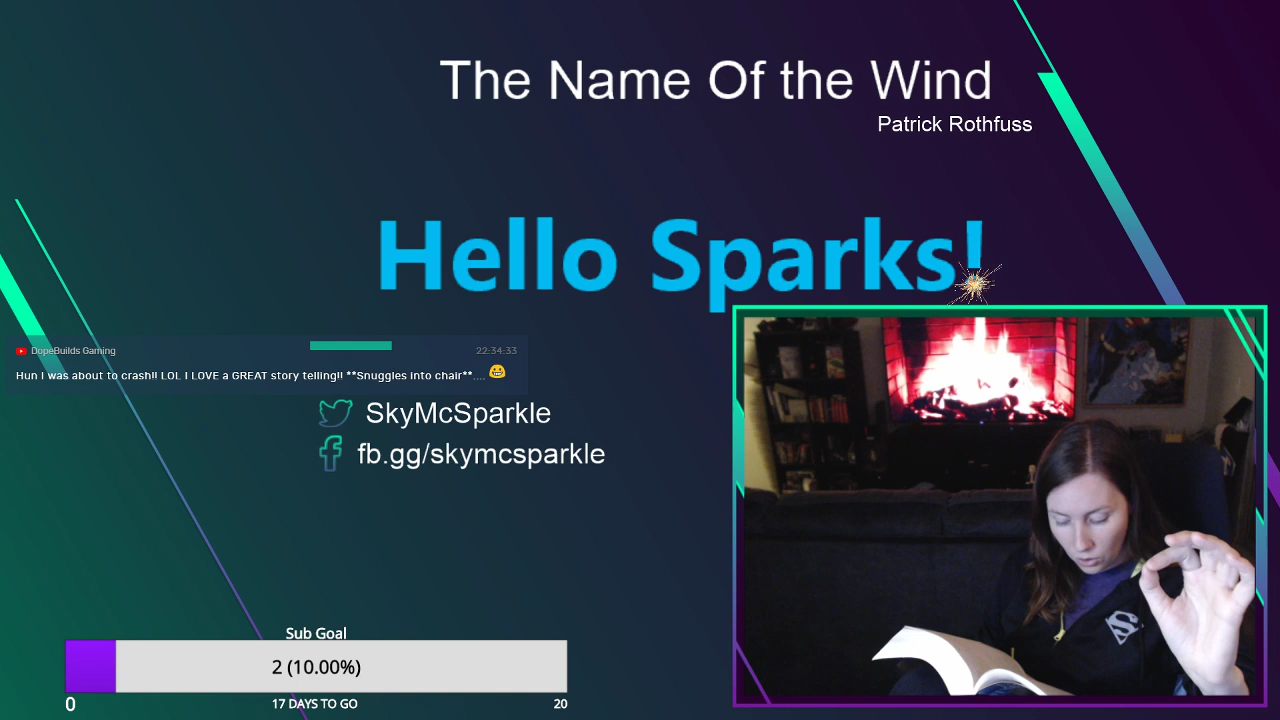 The Name Of the Wind
Patrick Rothfuss
Hello Sparks!
DopeBuilds Gaming 22:34:33
Hun I was about to crash!! LOL I LOVE a GREAT story telling!! **Snuggles into chair**....
SkyMcSparkle
fb.gg/skymcsparkle
Sub Goal
2 (10.00%)
0 17 DAYS TO GO 20